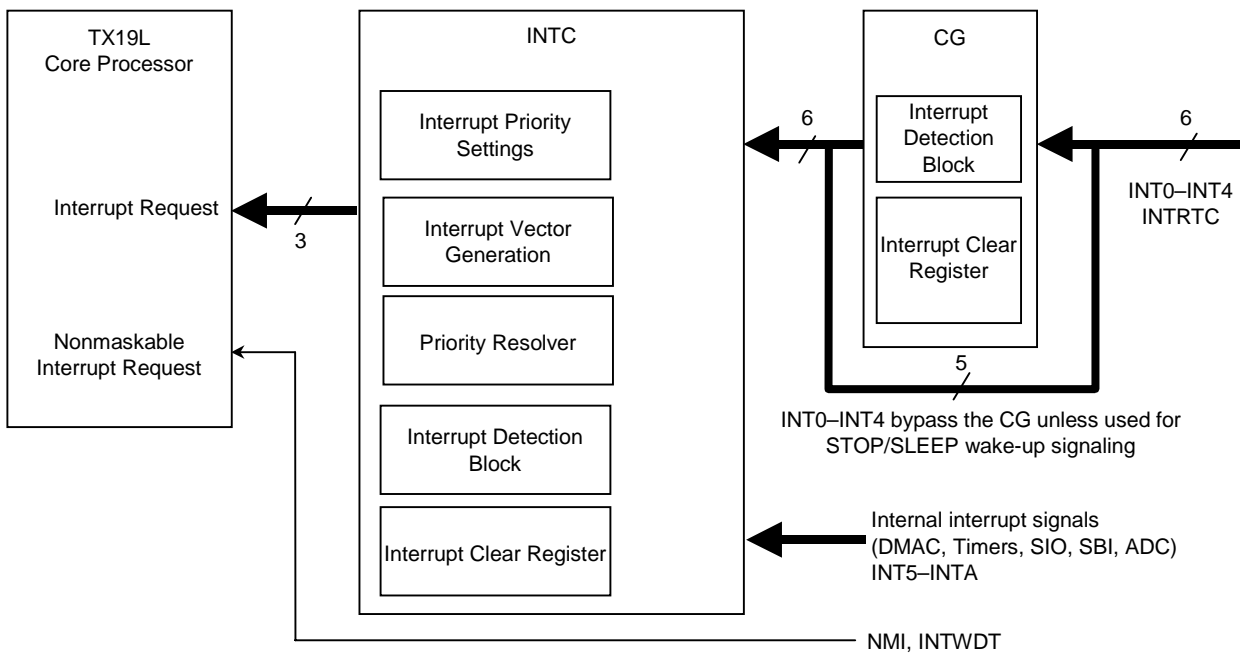 TX19L
Core Processor
Interrupt Request
Nonmaskable
Interrupt Request
3
INTC
Interrupt Priority
Settings
Interrupt Vector
Generation
Priority Resolver
Interrupt Detection
Block
Interrupt Clear Register
6
CG
Interrupt
Detection
Block
Interrupt Clear
Register
6
INT0–INT4
INTRTC
5
INT0–INT4 bypass the CG unless used for
STOP/SLEEP wake-up signaling
Internal interrupt signals
(DMAC, Timers, SIO, SBI, ADC)
INT5–INTA
NMI, INTWDT